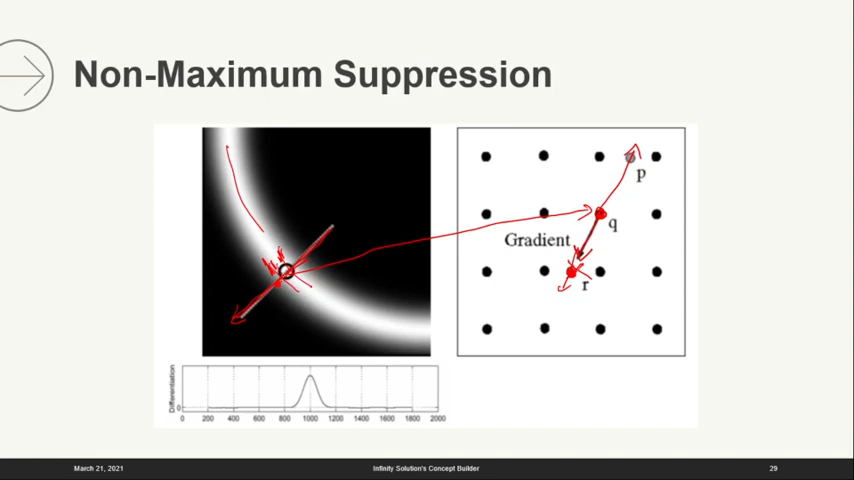 Non-Maximum Suppression
p
q
Gradient
r
Differentiation
0
0 200 400 600 800 1000 1200 1400 1600 1800 2000
March 21, 2021
Infinity Solution's Concept Builder
29